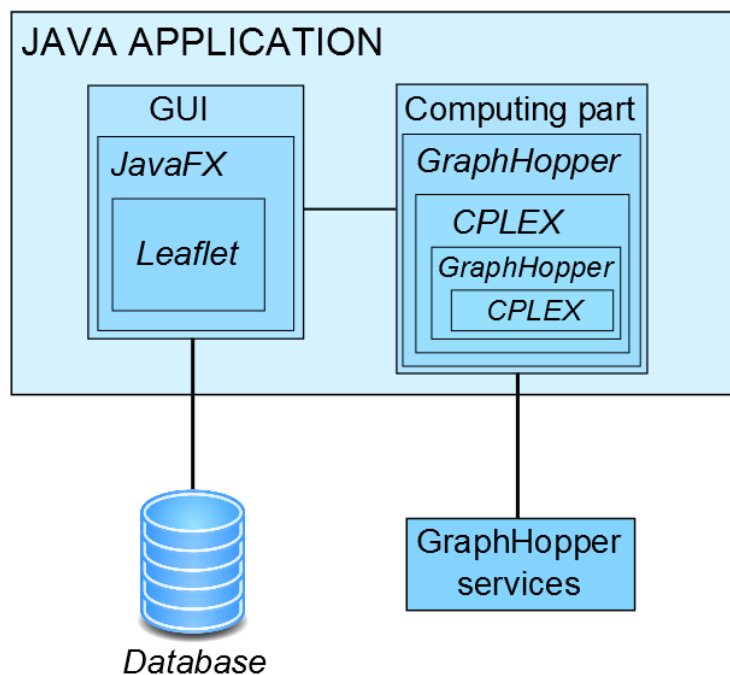 JAVA APPLICATION
GUI
JavaFX
Leaflet
Computing part
GraphHopper
CPLEX
GraphHopper
CPLEX
Database
GraphHopper
services